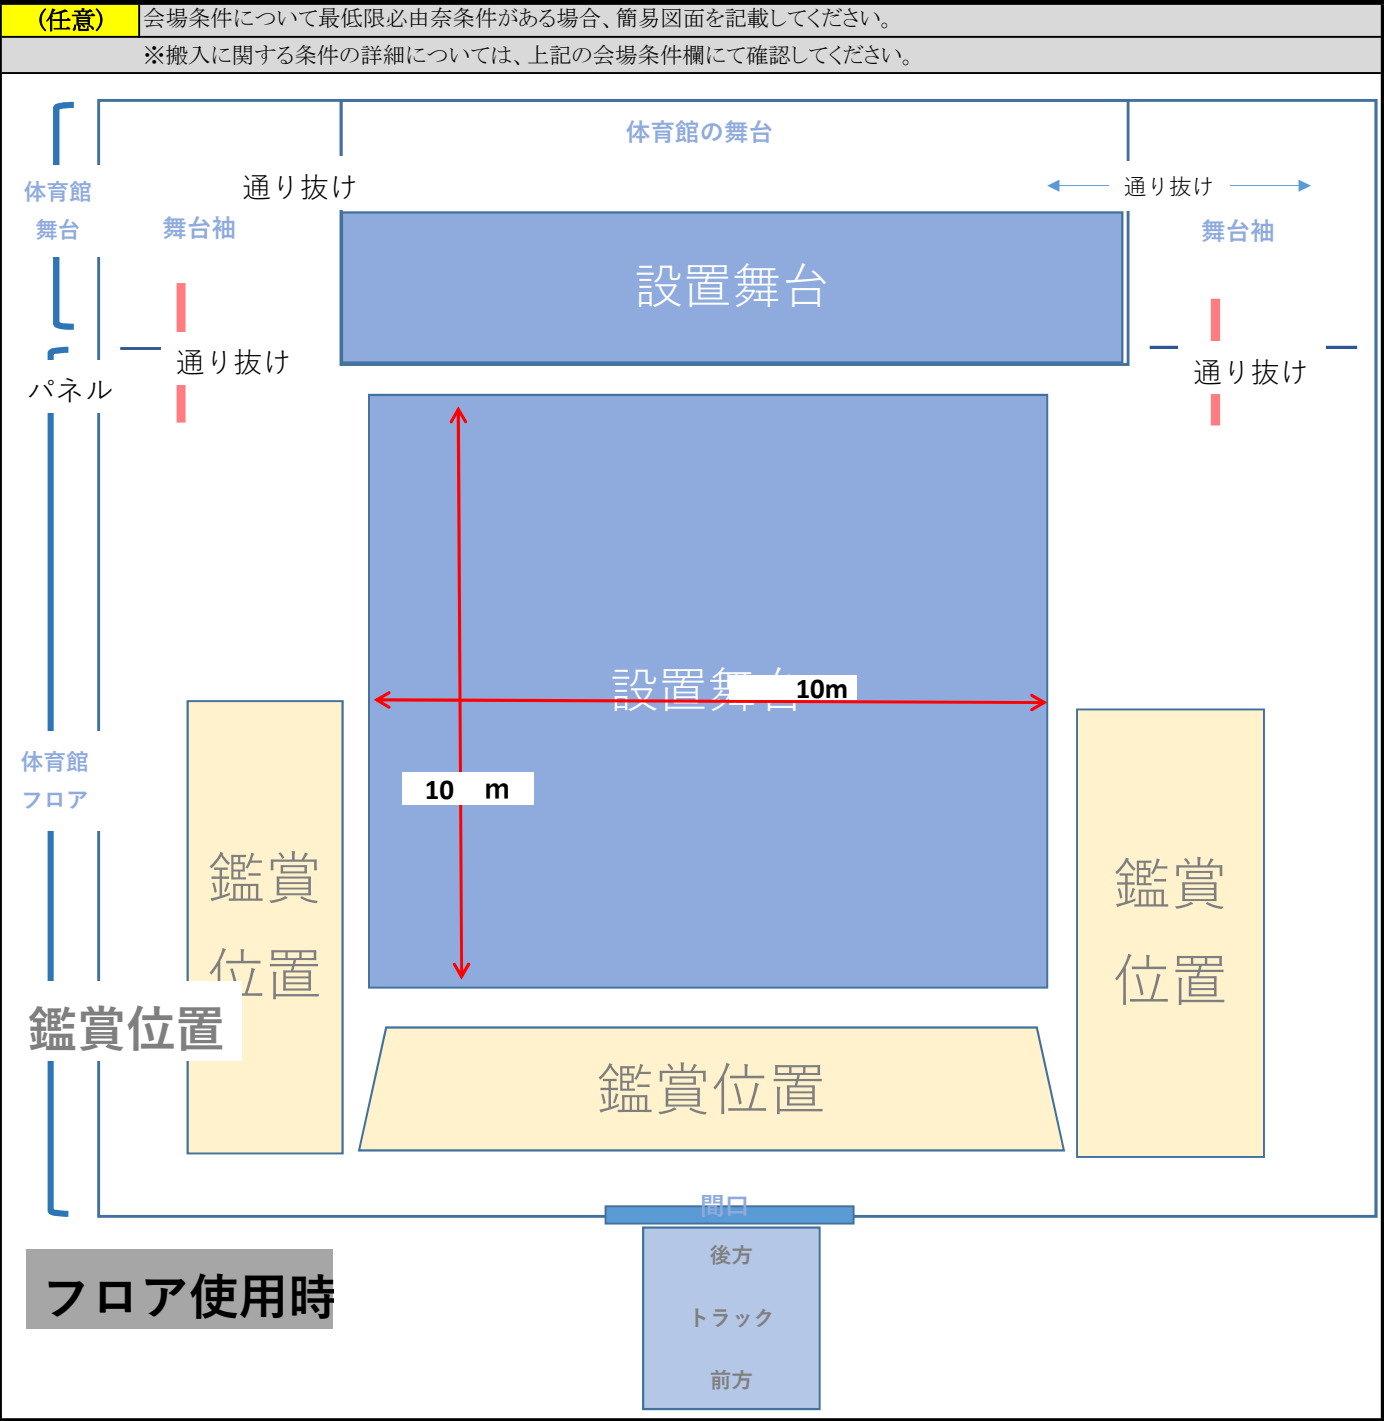 (任意)
会場条件について最低限必由奈条件がある場合、簡易図面を記載してください。
※搬入に関する条件の詳細については、上記の会場条件欄にて確認してください。
体育館の舞台
体育館
舞台
通り抜け
通り抜け
舞台袖
舞台袖
設置舞台
通り抜け
通り抜け
パネル
設置舞台
10m
10 m
体育館
フロア
鑑賞
位置
鑑賞
位置
鑑賞位置
鑑賞位置
間口
後方
トラック
前方
フロア使用時